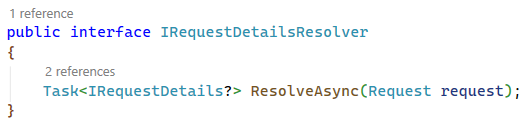 1 reference
public interface IRequestDetailsResolver
{
2 references
Task<IRequestDetails?> ResolveAsync(Request request);
}